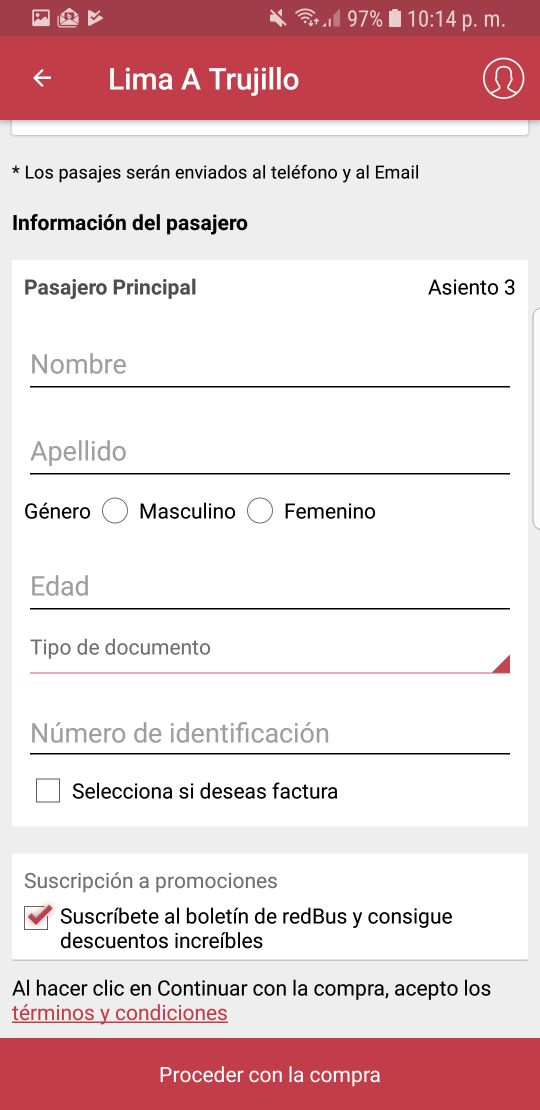 97% 10:14 p. m.
Lima A Trujillo
* Los pasajes serán enviados al teléfono y al Email
Información del pasajero
Pasajero Principal Asiento 3
Nombre
Apellido
Género Masculino Femenino
Edad
Tipo de documento
Número de identificación
Selecciona si deseas factura
Suscripción a promociones
Suscríbete al boletín de redBus y consigue
descuentos increíbles
Al hacer clic en Continuar con la compra, acepto los
términos y condiciones
Proceder con la compra